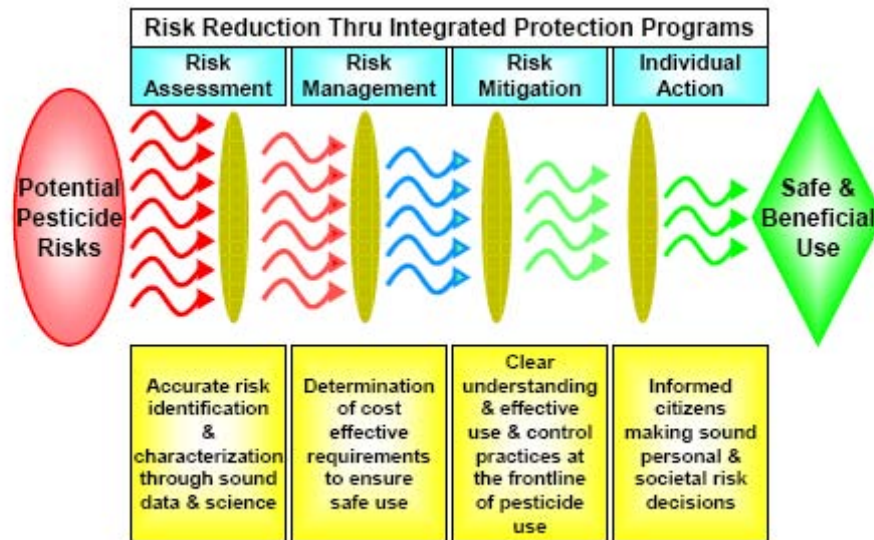 Risk Reduction Thru Integrated Protection Programs
Risk
Assessment
Risk
Management
Risk
Mitigation
Individual
Action
Potential
Pesticide
Risks
Safe &
Beneficial
Use
Accurate risk
identification
&
characterization
through sound
data & science
Determination
of cost
effective
requirements
to ensure
safe use
Clear
understanding
& effective
use & control
practices at
the frontline
of pesticide
use
Informed
citizens
making sound
personal &
societal risk
decisions